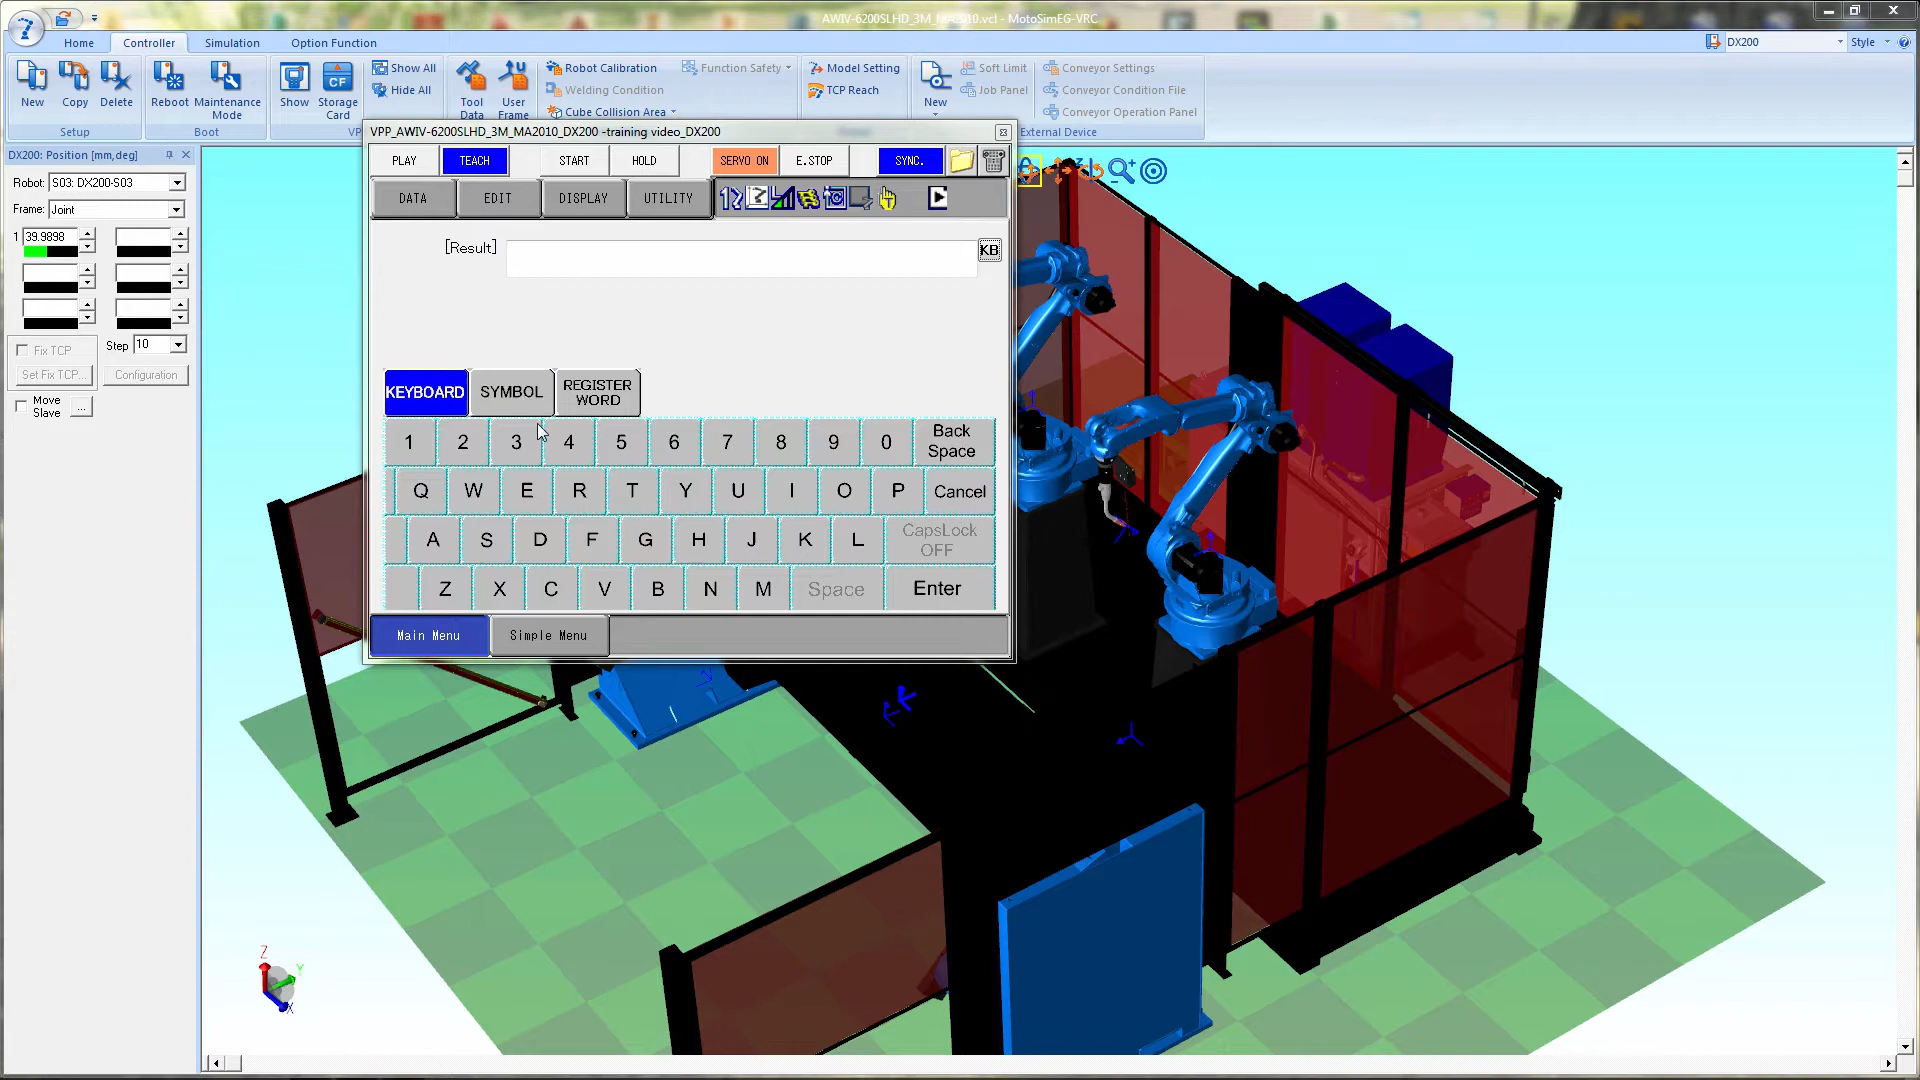 AWIV-6200SLHD_3M_MA2010.vcl - MotoSimEG-VRC
Home Controller Simulation Option Function
DX200 Style
New Copy Delete
Reboot Maintenance Mode
Show Storage Card
Show All
Hide All
Tool Data User Frame
Robot Calibration
Welding Condition
Cube Collision Area
Function Safety
Model Setting
TCP Reach
New
Soft Limit
Job Panel
Conveyor Settings
Conveyor Condition File
Conveyor Operation Panel
Setup Boot VP External Device
DX200: Position [mm,deg]
Robot: S03: DX200-S03
Frame: Joint
1 39.9898
Fix TCP Step 10
Set Fix TCP... Configuration
Move Slave ...
VPP_AWIV-6200SLHD_3M_MA2010_DX200 -training video_DX200
PLAY TEACH START HOLD SERVO ON E.STOP SYNC.
DATA EDIT DISPLAY UTILITY
[Result] KB
KEYBOARD SYMBOL REGISTER WORD
1 2 3 4 5 6 7 8 9 0 Back Space
Q W E R T Y U I O P Cancel
A S D F G H J K L CapsLock OFF
Z X C V B N M Space Enter
Main Menu Simple Menu
Z
Y
X